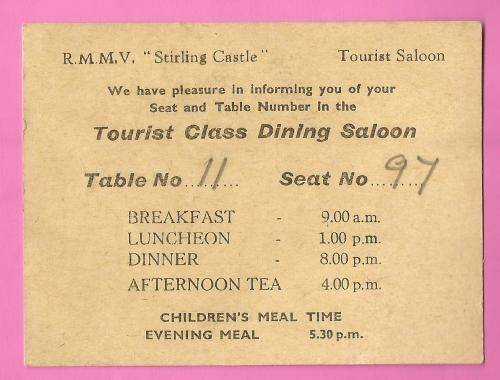 R.M.M.V. "Stirling Castle" Tourist Saloon
We have pleasure in informing you of your
Seat and Table Number in the
Tourist Class Dining Saloon
Table No 11......... Seat No....97
BREAKFAST - 9.00 a.m.
LUNCHEON - 1.00 p.m.
DINNER - 8.00 p.m.
AFTERNOON TEA 4.00 p.m.
CHILDREN'S MEAL TIME
EVENING MEAL 5.30 p.m.